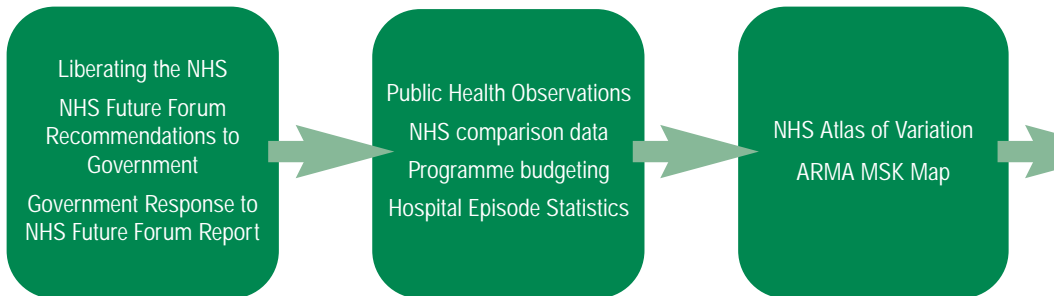 Liberating the NHS
NHS Future Forum
Recommendations to
Government
Government Response to
NHS Future Forum Report
Public Health Observations
NHS comparison data
Programme budgeting
Hospital Episode Statistics
NHS Atlas of Variation
ARMA MSK Map